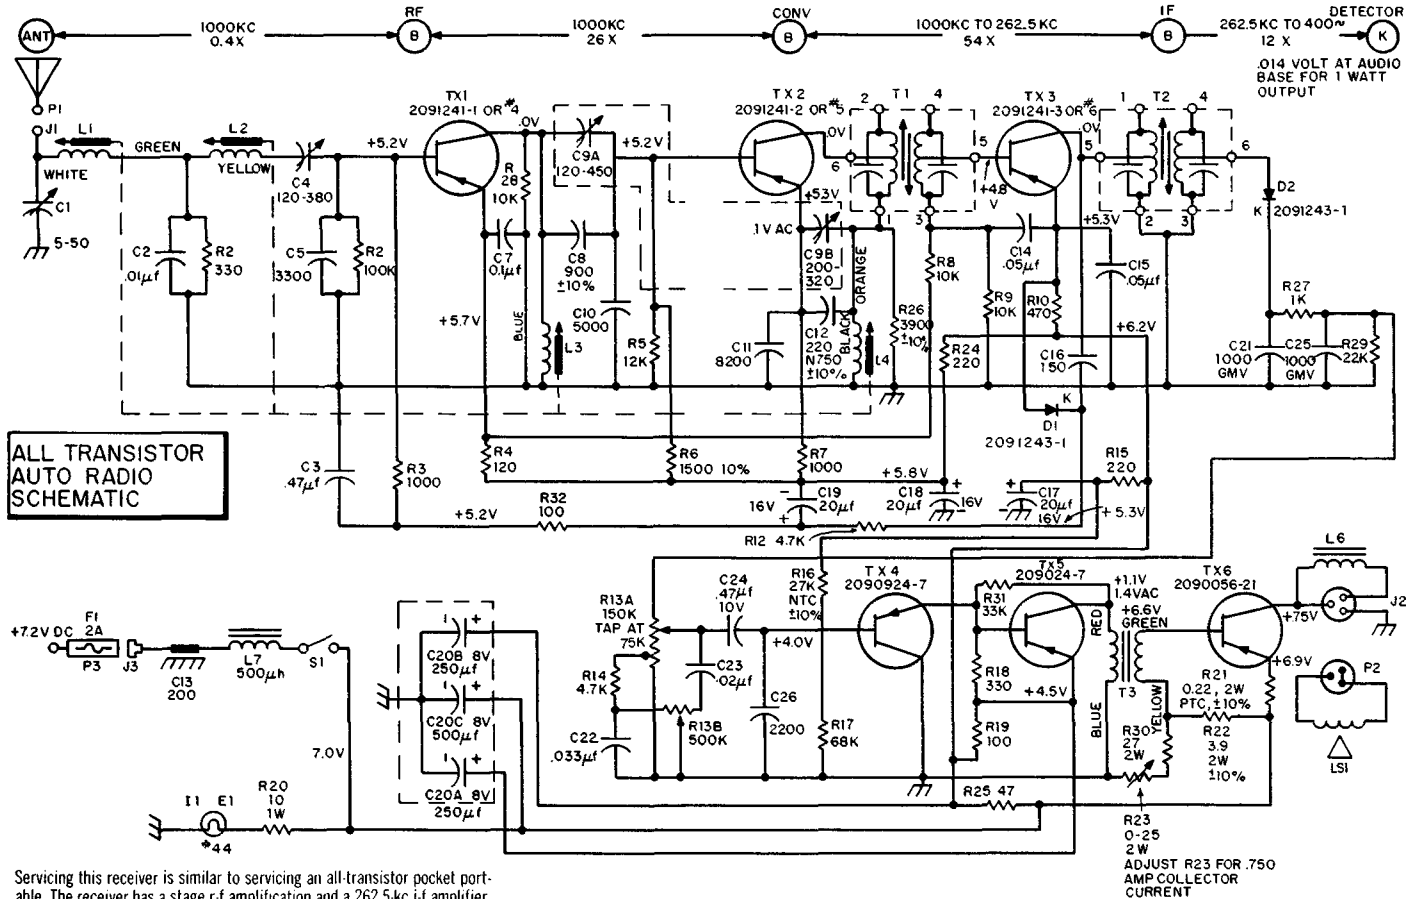 ANT
1000KC
0.4X
RF
B
1000KC
26X
CONV
B
1000KC TO 262.5KC
54X
IF
B
262.5KC TO 400~
12 X
DETECTOR
K
.014 VOLT AT AUDIO
BASE FOR 1 WATT
OUTPUT
P1
J1
L1
GREEN
WHITE
C1
5-50
L2
YELLOW
C4
120-380
C2
.01µf
R2
330
C5
3300
R2
100K
+5.2V
TX1
2091241-1 OR #4
.0V
R
28
10K
C7
0.1µf
+5.7V
BLUE
C9A
120-450
+5.2V
C8
900
±10%
C10
5000
L3
R5
12K
TX2
2091241-2 OR #5
.0V
+5.3V
.1V AC
C9B
200-
320
C11
8200
C12
220
N750
±10%
BLACK
ORANGE
L4
R26
3900
±10%
2
T1
4
6
5
1
3
+4.8
V
R8
10K
R24
220
TX3
2091241-3 OR #6
.0V
C14
.05µf
+5.3V
R9
10K
R10
470
C15
.05µf
+6.2V
C16
150
K
D1
2091243-1
1
T2
4
5
6
2
3
D2
K
2091243-1
R27
1K
C21
1000
GMV
C25
1000
GMV
R29
22K
ALL TRANSISTOR
AUTO RADIO
SCHEMATIC
C3
.47µf
R3
1000
R4
120
R6
1500 10%
R7
1000
+5.2V
R32
100
16V
-
+
C19
20µf
+5.8V
C18
20µf
+
16V
-
R12 4.7K
+
-
C17
20µf
16V
R15
220
+5.3V
F1
2A
+7.2V DC
P3
J3
C13
200
L7
500µh
S1
7.0V
I1
E1
#44
R20
10
1W
C20B
8V
250µf
C20C
8V
500µf
C20A
8V
250µf
R13A
150K
TAP AT
75K
R14
4.7K
C22
.033µf
R13B
500K
C23
.02µf
C24
.47µf
10V
+4.0V
C26
2200
R16
27K
NTC
±10%
R17
68K
TX4
2090924-7
R31
33K
R18
330
R19
100
TX5
209024-7
+4.5V
R25 47
+1.1V
1.4VAC
RED
+6.6V
GREEN
T3
BLUE
YELLOW
R30
27
2W
TX6
2090056-21
+.75V
+6.9V
R21
0.22, 2W
PTC, ±10%
R22
3.9
2W
±10%
R23
0-25
2W
ADJUST R23 FOR .750
AMP COLLECTOR
CURRENT
L6
J2
P2
LS1
Servicing this receiver is similar to servicing an all-transistor pocket port-
able. The receiver has a stage r-f amplification and a 262.5-kc i-f amplifier